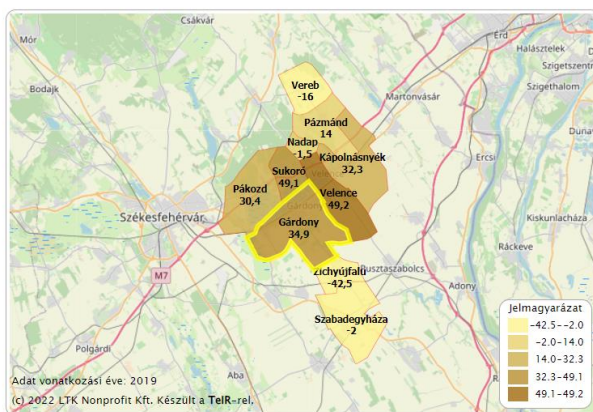 Csákvár
Mór
Érd
Halásztelek
Szigetszentm
Bodajk
Vereb
-16
Martonvásár
Szigethalom
Pázmánd
14
Nadap
-1,5
Kápolnásnyék
32,3
Ercsi
Sukoró
49,1
Pákozd
30,4
Velence
49,2
Székesfehérvár
Gárdony
34,9
Kiskunlacháza
Ráckeve
M7
Zichyújfalu
-42,5
Pusztaszabolcs
Adony
Szabadegyháza
-2
Polgárdi
Aba
Jelmagyarázat
-42.5--2.0
-2.0-14.0
14.0-32.3
32.3-49.1
49.1-49.2
Adat vonatkozási éve: 2019
(c) 2022 LTK Nonprofit Kft. Készült a TeIR-rel.